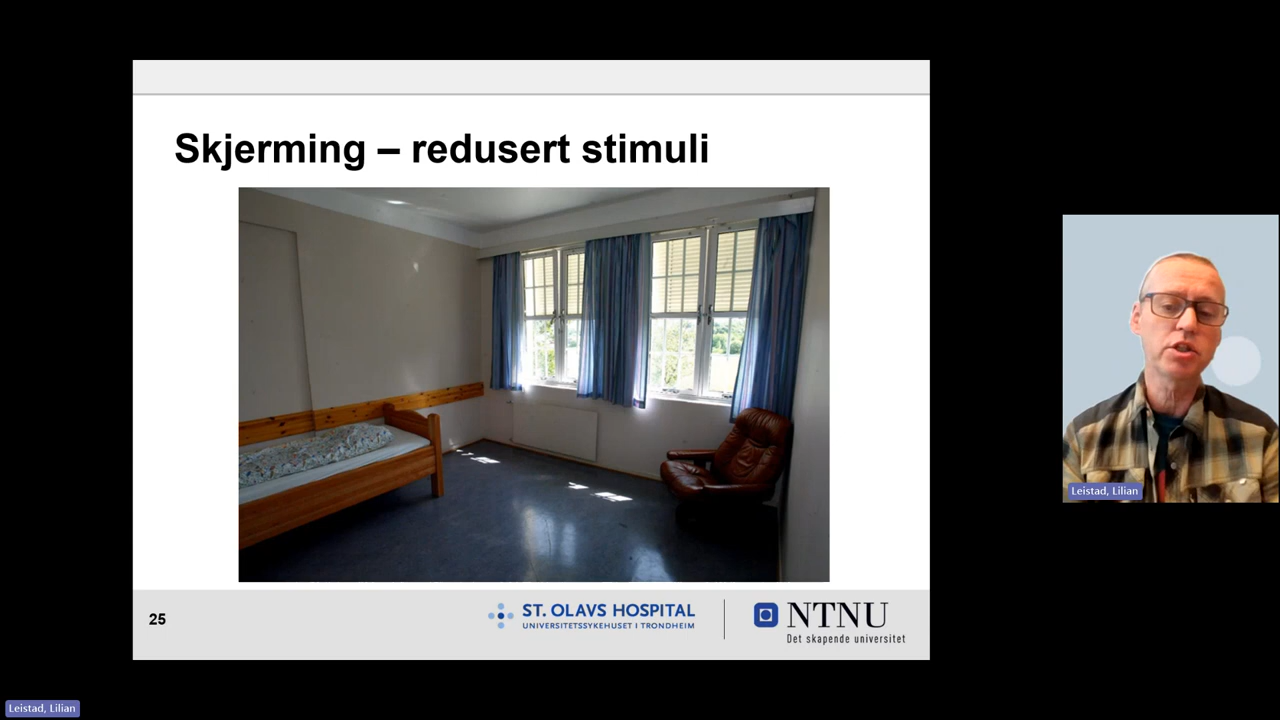 Skjerming – redusert stimuli
25
ST. OLAVS HOSPITAL
UNIVERSITETSSYKEHUSET I TRONDHEIM
NTNU
Det skapende universitet
Leistad, Lilian
Leistad, Lilian